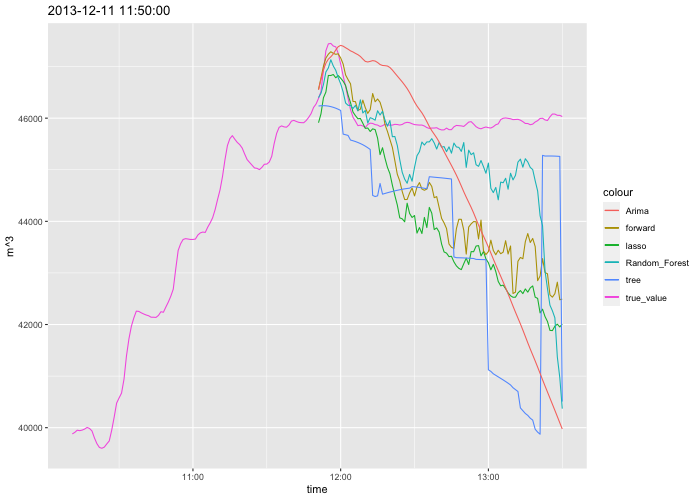 2013-12-11 11:50:00
m^3
46000
44000
42000
40000
11:00
12:00
13:00
time
colour
Arima
forward
lasso
Random_Forest
tree
true_value